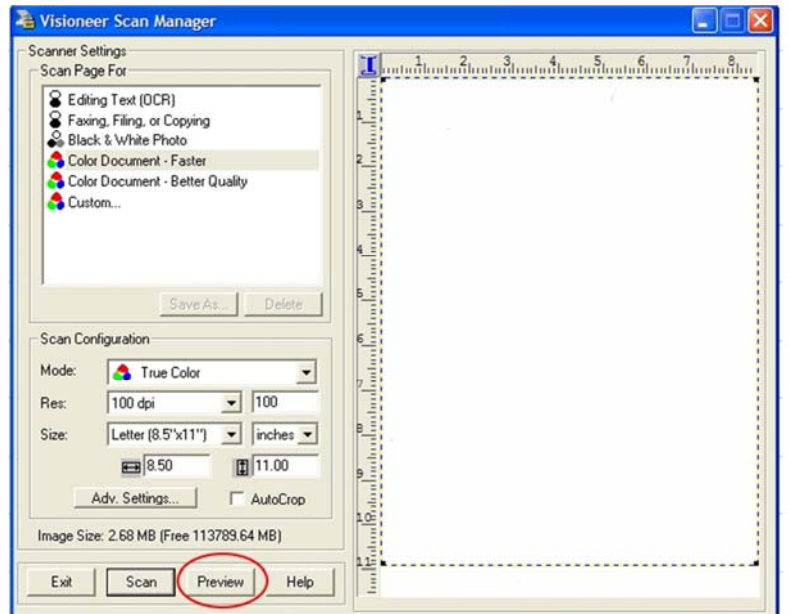 Visioneer Scan Manager
Scanner Settings
Scan Page For
Editing Text (OCR)
Faxing, Filing, or Copying
Black & White Photo
Color Document - Faster
Color Document - Better Quality
Custom...
Save As... Delete
Scan Configuration
Mode: True Color
Res: 100 dpi 100
Size: Letter (8.5"x11") inches
8.50 11.00
Adv. Settings... AutoCrop
Image Size: 2.68 MB (Free 113789.64 MB)
Exit Scan Preview Help
1 2 3 4 5 6 7 8
1
2
3
4
5
6
7
8
9
10
11